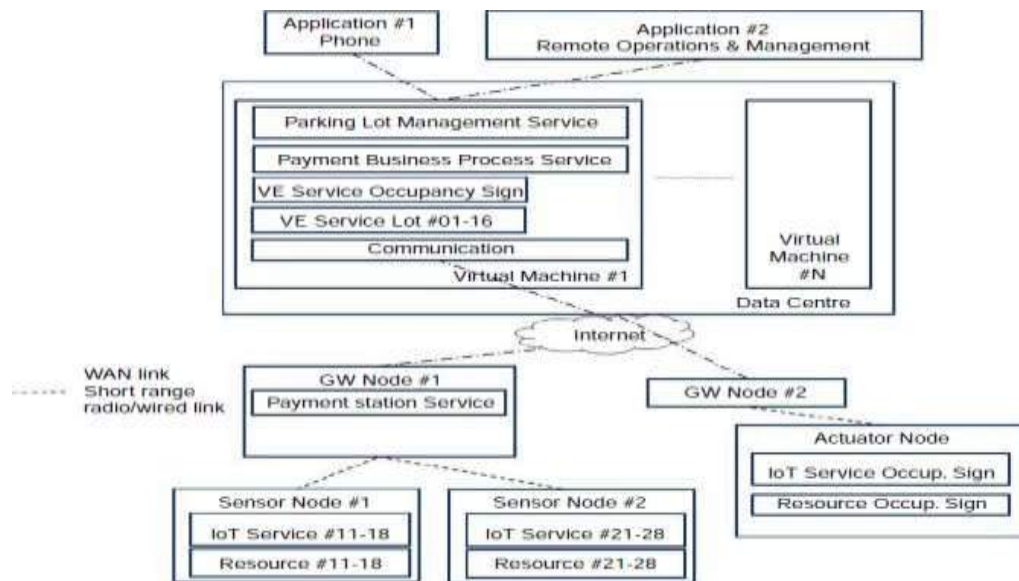 Application #1
Phone
Application #2
Remote Operations & Management
Parking Lot Management Service
Payment Business Process Service
VE Service Occupancy Sign
VE Service Lot #01-16
Communication
Virtual Machine #1
Virtual
Machine
#N
Data Centre
Internet
WAN link
Short range
radio/wired link
GW Node #1
Payment station Service
GW Node #2
Actuator Node
IoT Service Occup. Sign
Resource Occup. Sign
Sensor Node #1
IoT Service #11-18
Resource #11-18
Sensor Node #2
IoT Service #21-28
Resource #21-28